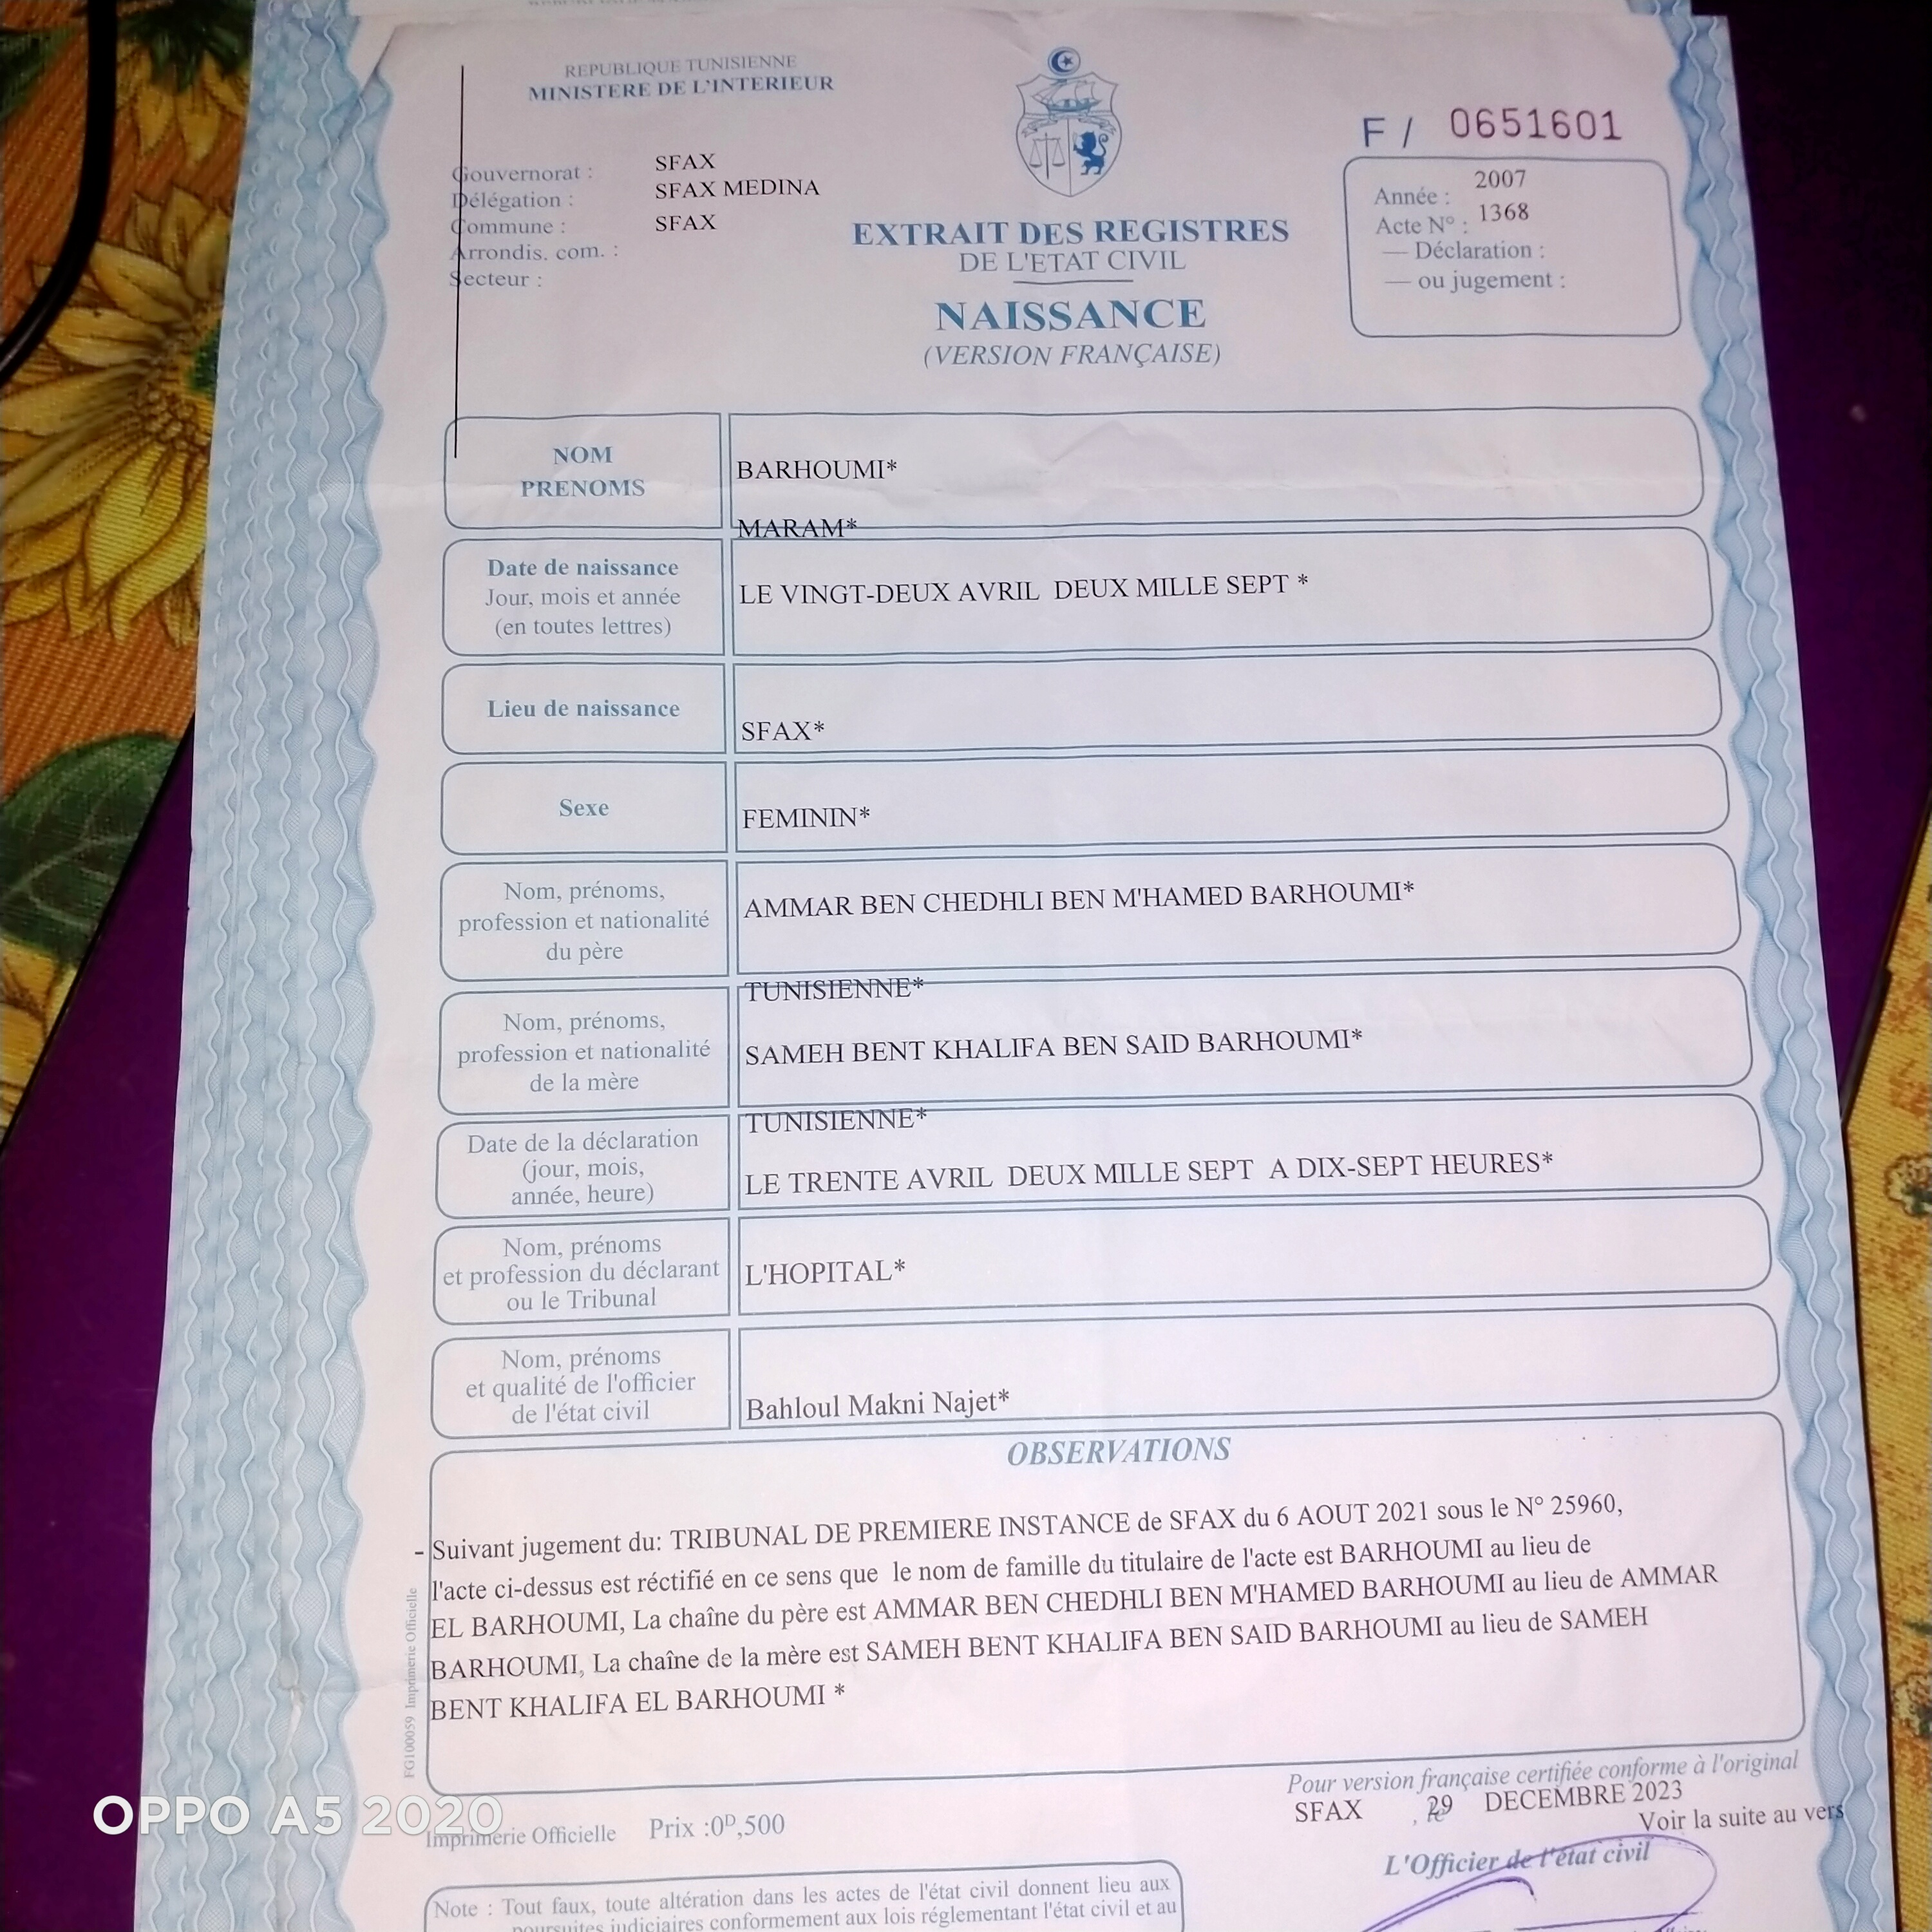 REPUBLIQUE TUNISIENNE
MINISTERE DE L'INTERIEUR
F / 0651601
Gouvernorat : SFAX
Délégation : SFAX MEDINA
Commune : SFAX
Arrondis. com. :
Secteur :
EXTRAIT DES REGISTRES
DE L'ETAT CIVIL
NAISSANCE
(VERSION FRANÇAISE)
Année : 2007
Acte N° : 1368
— Déclaration :
— ou jugement :
NOM
PRENOMS
BARHOUMI*
MARAM*
Date de naissance
Jour, mois et année
(en toutes lettres)
LE VINGT-DEUX AVRIL DEUX MILLE SEPT *
Lieu de naissance
SFAX*
Sexe
FEMININ*
Nom, prénoms,
profession et nationalité
du père
AMMAR BEN CHEDHLI BEN M'HAMED BARHOUMI*
TUNISIENNE*
Nom, prénoms,
profession et nationalité
de la mère
SAMEH BENT KHALIFA BEN SAID BARHOUMI*
TUNISIENNE*
Date de la déclaration
(jour, mois,
année, heure)
LE TRENTE AVRIL DEUX MILLE SEPT A DIX-SEPT HEURES*
Nom, prénoms
et profession du déclarant
ou le Tribunal
L'HOPITAL*
Nom, prénoms
et qualité de l'officier
de l'état civil
Bahloul Makni Najet*
OBSERVATIONS
- Suivant jugement du: TRIBUNAL DE PREMIERE INSTANCE de SFAX du 6 AOUT 2021 sous le N° 25960,
l'acte ci-dessus est réctifié en ce sens que le nom de famille du titulaire de l'acte est BARHOUMI au lieu de
EL BARHOUMI, La chaîne du père est AMMAR BEN CHEDHLI BEN M'HAMED BARHOUMI au lieu de AMMAR
BARHOUMI, La chaîne de la mère est SAMEH BENT KHALIFA BEN SAID BARHOUMI au lieu de SAMEH
BENT KHALIFA EL BARHOUMI *
FG100059 Imprimerie Officielle
Pour version française certifiée conforme à l'original
SFAX , le 29 DECEMBRE 2023
Voir la suite au vers
Imprimerie Officielle Prix :0ᴰ,500
L'Officier de l'état civil
Note : Tout faux, toute altération dans les actes de l'état civil donnent lieu aux
poursuites judiciaires conformement aux lois réglementant l'état civil et au
OPPO A5 2020